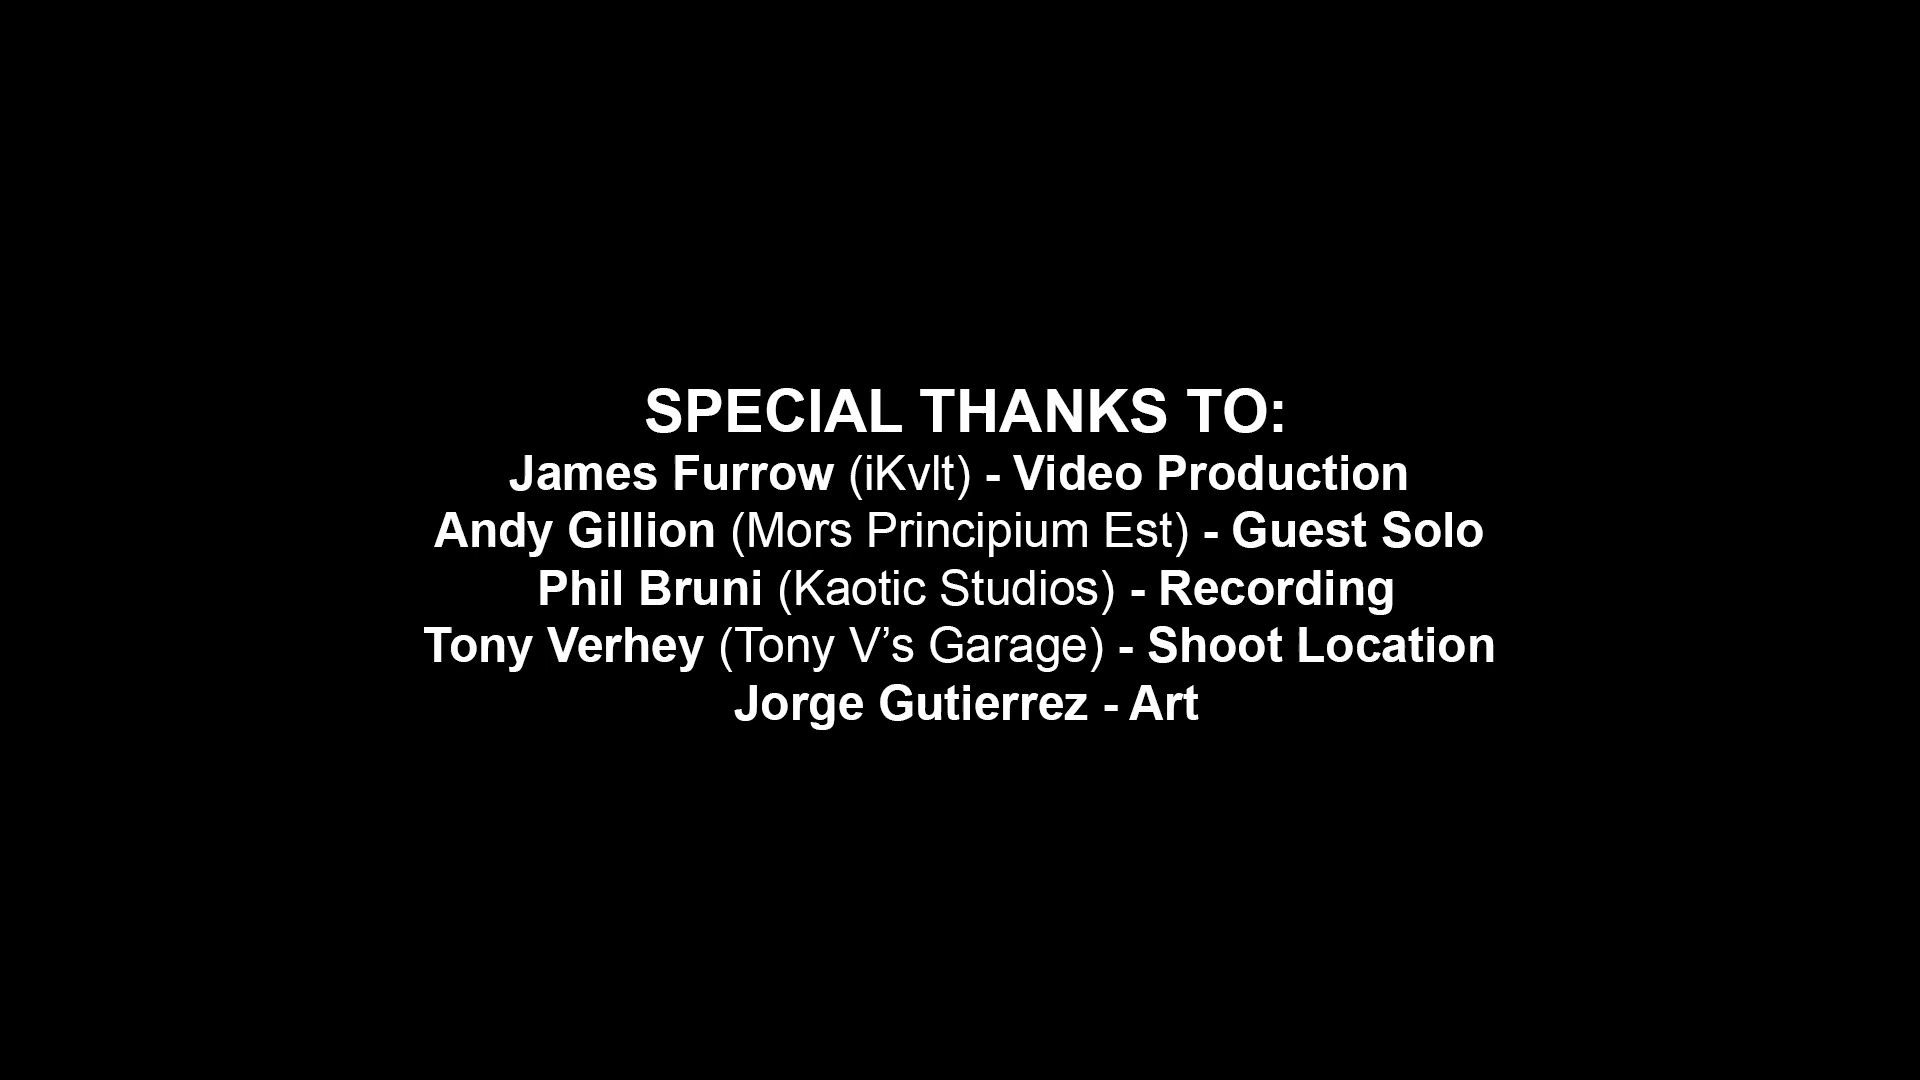 SPECIAL THANKS TO:
James Furrow (iKvlt) - Video Production
Andy Gillion (Mors Principium Est) - Guest Solo
Phil Bruni (Kaotic Studios) - Recording
Tony Verhey (Tony V’s Garage) - Shoot Location
Jorge Gutierrez - Art